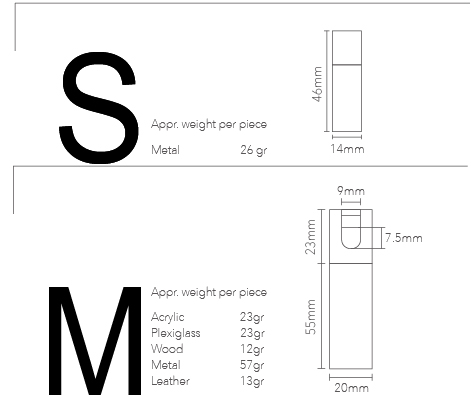 S
Appr. weight per piece
Metal 26 gr
46mm
14mm
M
Appr. weight per piece
Acrylic 23gr
Plexiglass 23gr
Wood 12gr
Metal 57gr
Leather 13gr
9mm
23mm
7.5mm
55mm
20mm